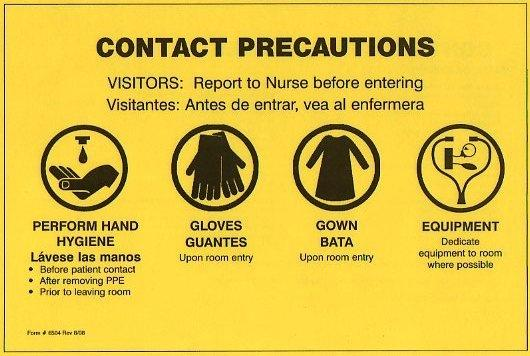 CONTACT PRECAUTIONS
VISITORS: Report to Nurse before entering
Visitantes: Antes de entrar, vea al enfermera
PERFORM HAND
HYGIENE
Lávese las manos
• Before patient contact
• After removing PPE
• Prior to leaving room
GLOVES
GUANTES
Upon room entry
GOWN
BATA
Upon room entry
EQUIPMENT
Dedicate
equipment to room
where possible
Form # 6504 Rev 8/08